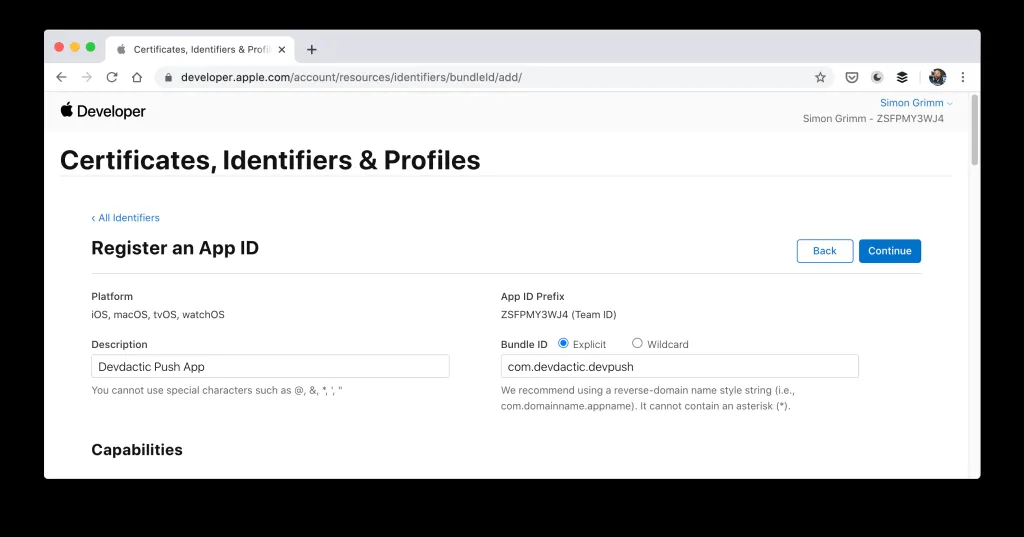 Certificates, Identifiers & Profil
developer.apple.com/account/resources/identifiers/bundleId/add/
Developer
Simon Grimm
Simon Grimm - ZSFPMY3WJ4
Certificates, Identifiers & Profiles
‹ All Identifiers
Register an App ID
Back
Continue
Platform
App ID Prefix
iOS, macOS, tvOS, watchOS
ZSFPMY3WJ4 (Team ID)
Description
Bundle ID Explicit Wildcard
Devdactic Push App
com.devdactic.devpush
You cannot use special characters such as @, &, *, ', "
We recommend using a reverse-domain name style string (i.e.,
com.domainname.appname). It cannot contain an asterisk (*).
Capabilities